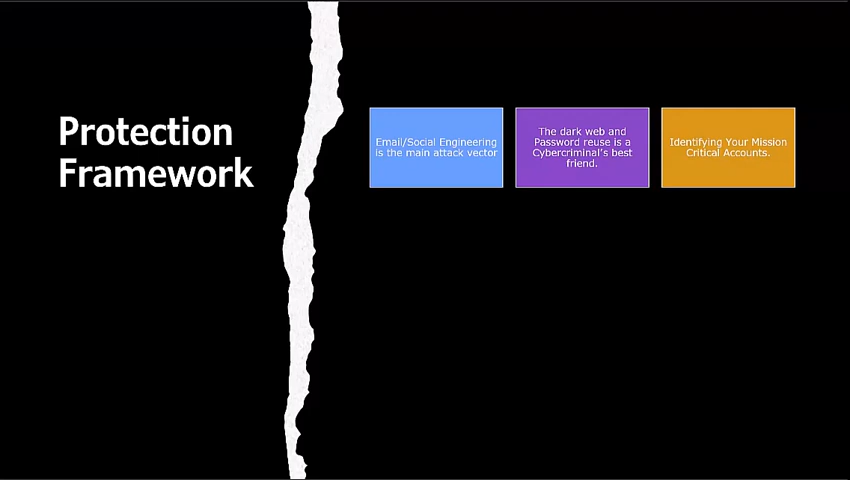 Protection
Framework
Email/Social Engineering
is the main attack vector
The dark web and
Password reuse is a
Cybercriminal's best
friend.
Identifying Your Mission
Critical Accounts.